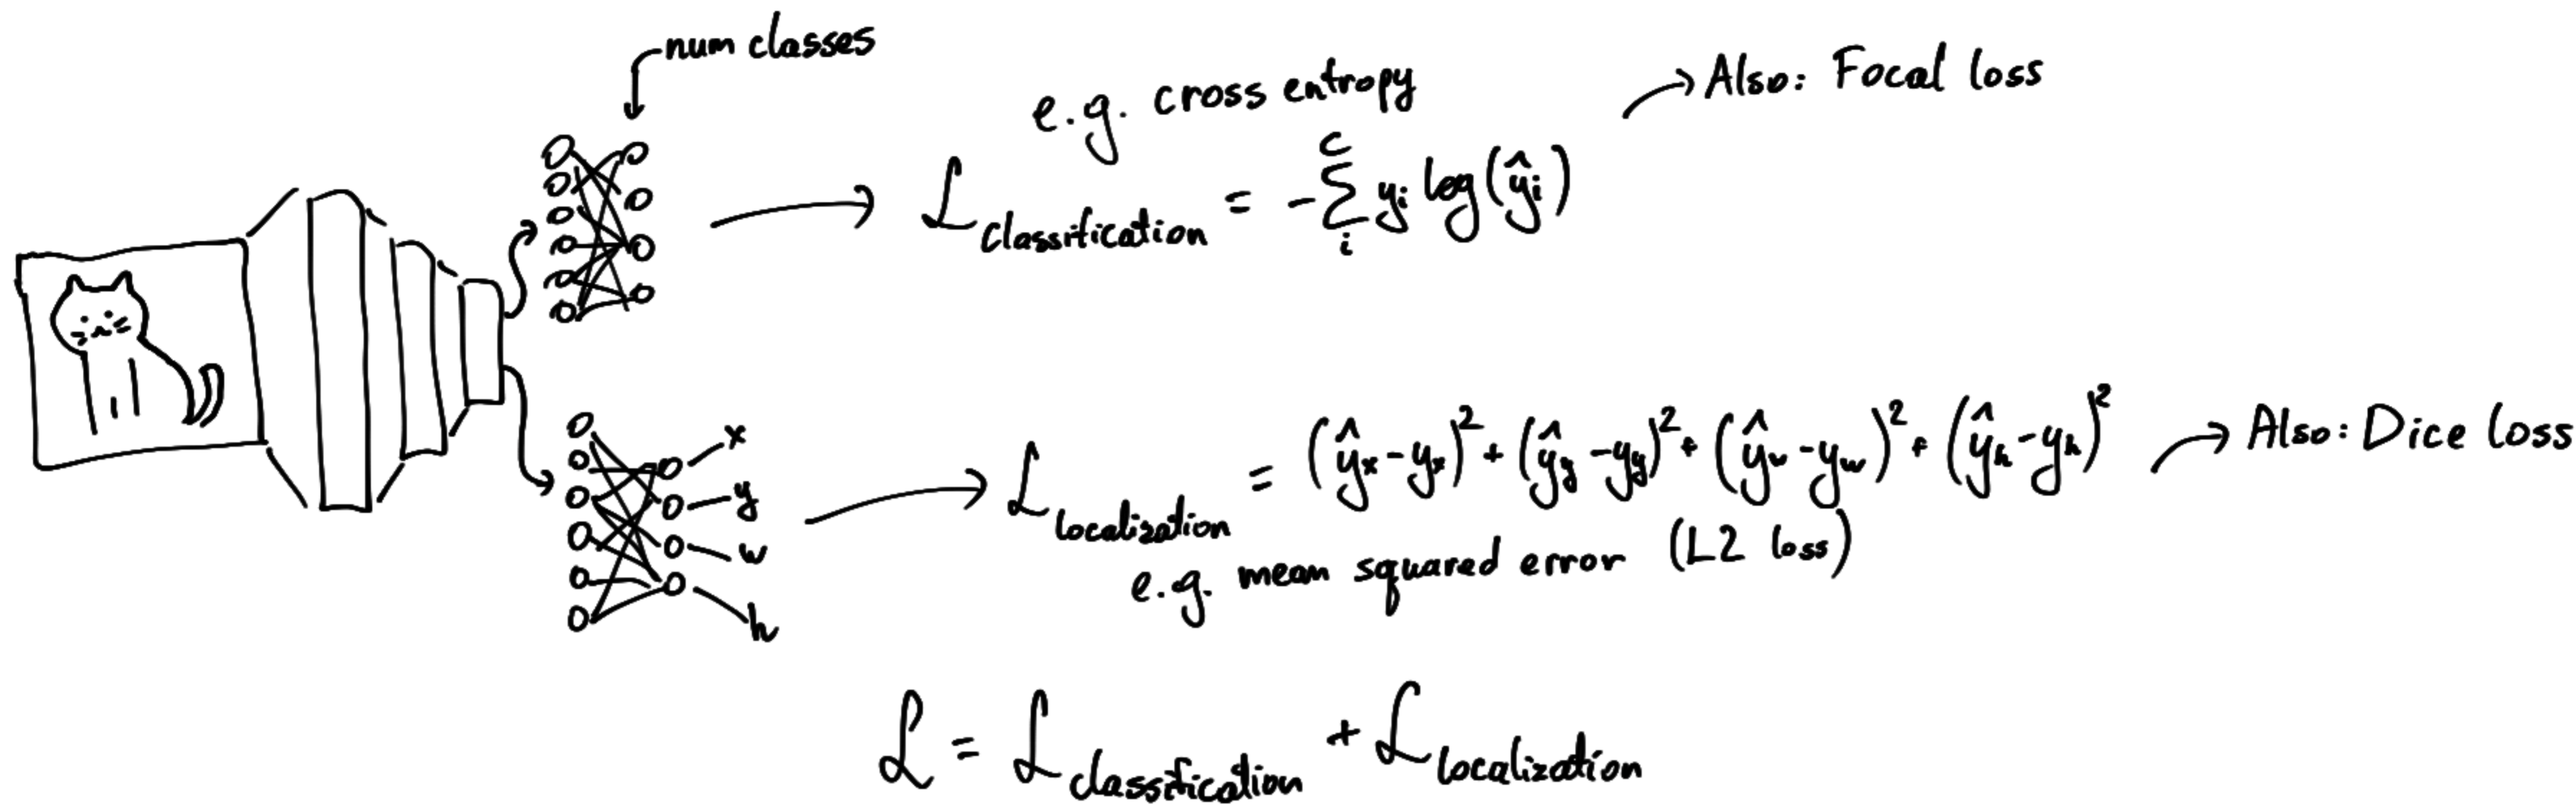 num classes
e.g. cross entropy
Also: Focal loss
ℒ_classification = -∑_i^C y_i log(ŷ_i)
x
y
w
h
ℒ_localization = (ŷ_x - y_x)² + (ŷ_y - y_y)² + (ŷ_w - y_w)² + (ŷ_h - y_h)²
Also: Dice loss
e.g. mean squared error (L2 loss)
ℒ = ℒ_classification + ℒ_localization